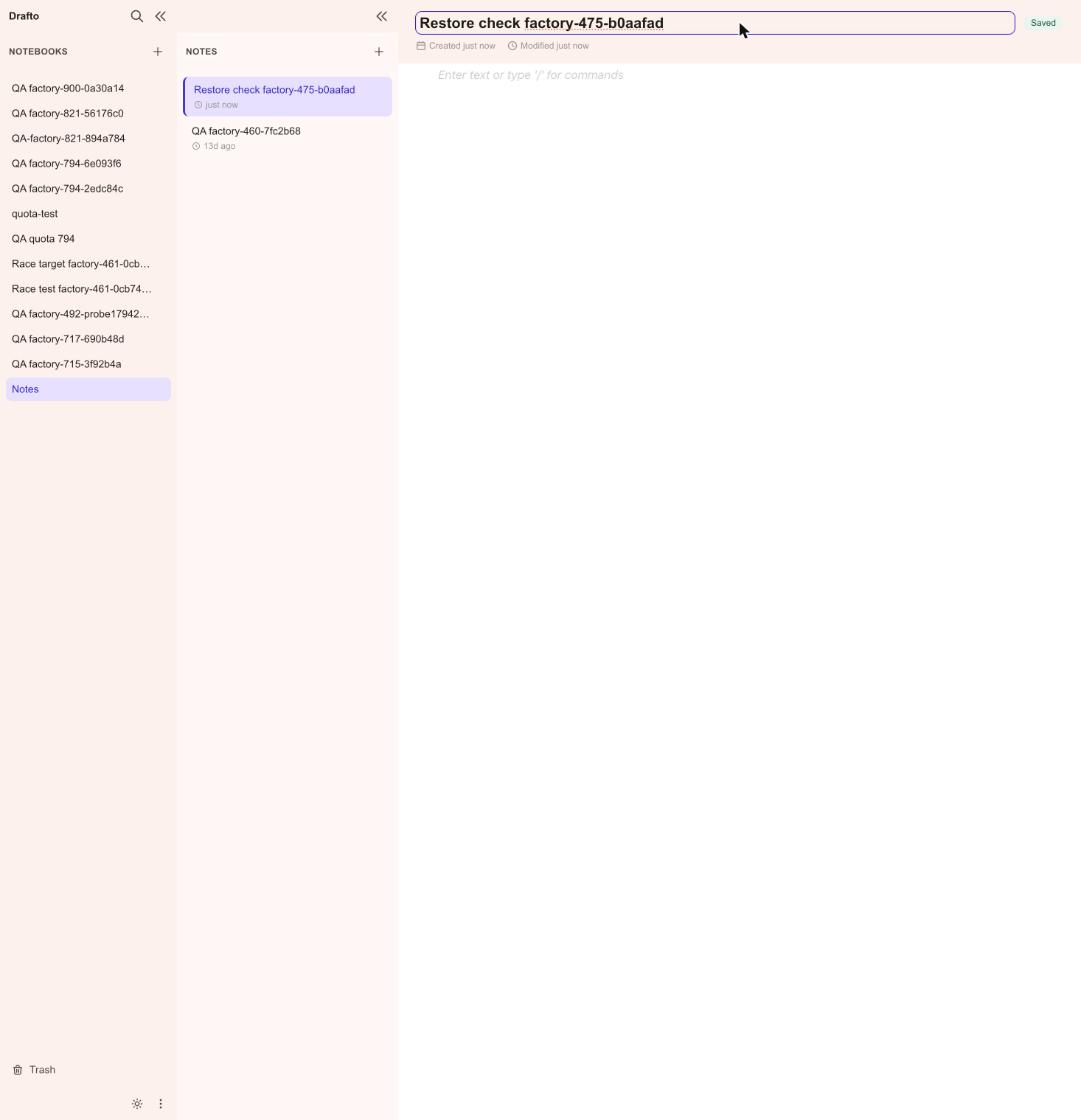 Drafto
NOTEBOOKS
QA factory-900-0a30a14
QA factory-821-56176c0
QA-factory-821-894a784
QA factory-794-6e093f6
QA factory-794-2edc84c
quota-test
QA quota 794
Race target factory-461-0cb…
Race test factory-461-0cb74…
QA factory-492-probe17942…
QA factory-717-690b48d
QA factory-715-3f92b4a
Notes
Trash
NOTES
Restore check factory-475-b0aafad
just now
QA factory-460-7fc2b68
13d ago
Restore check factory-475-b0aafad
Saved
Created just now
Modified just now
Enter text or type '/' for commands